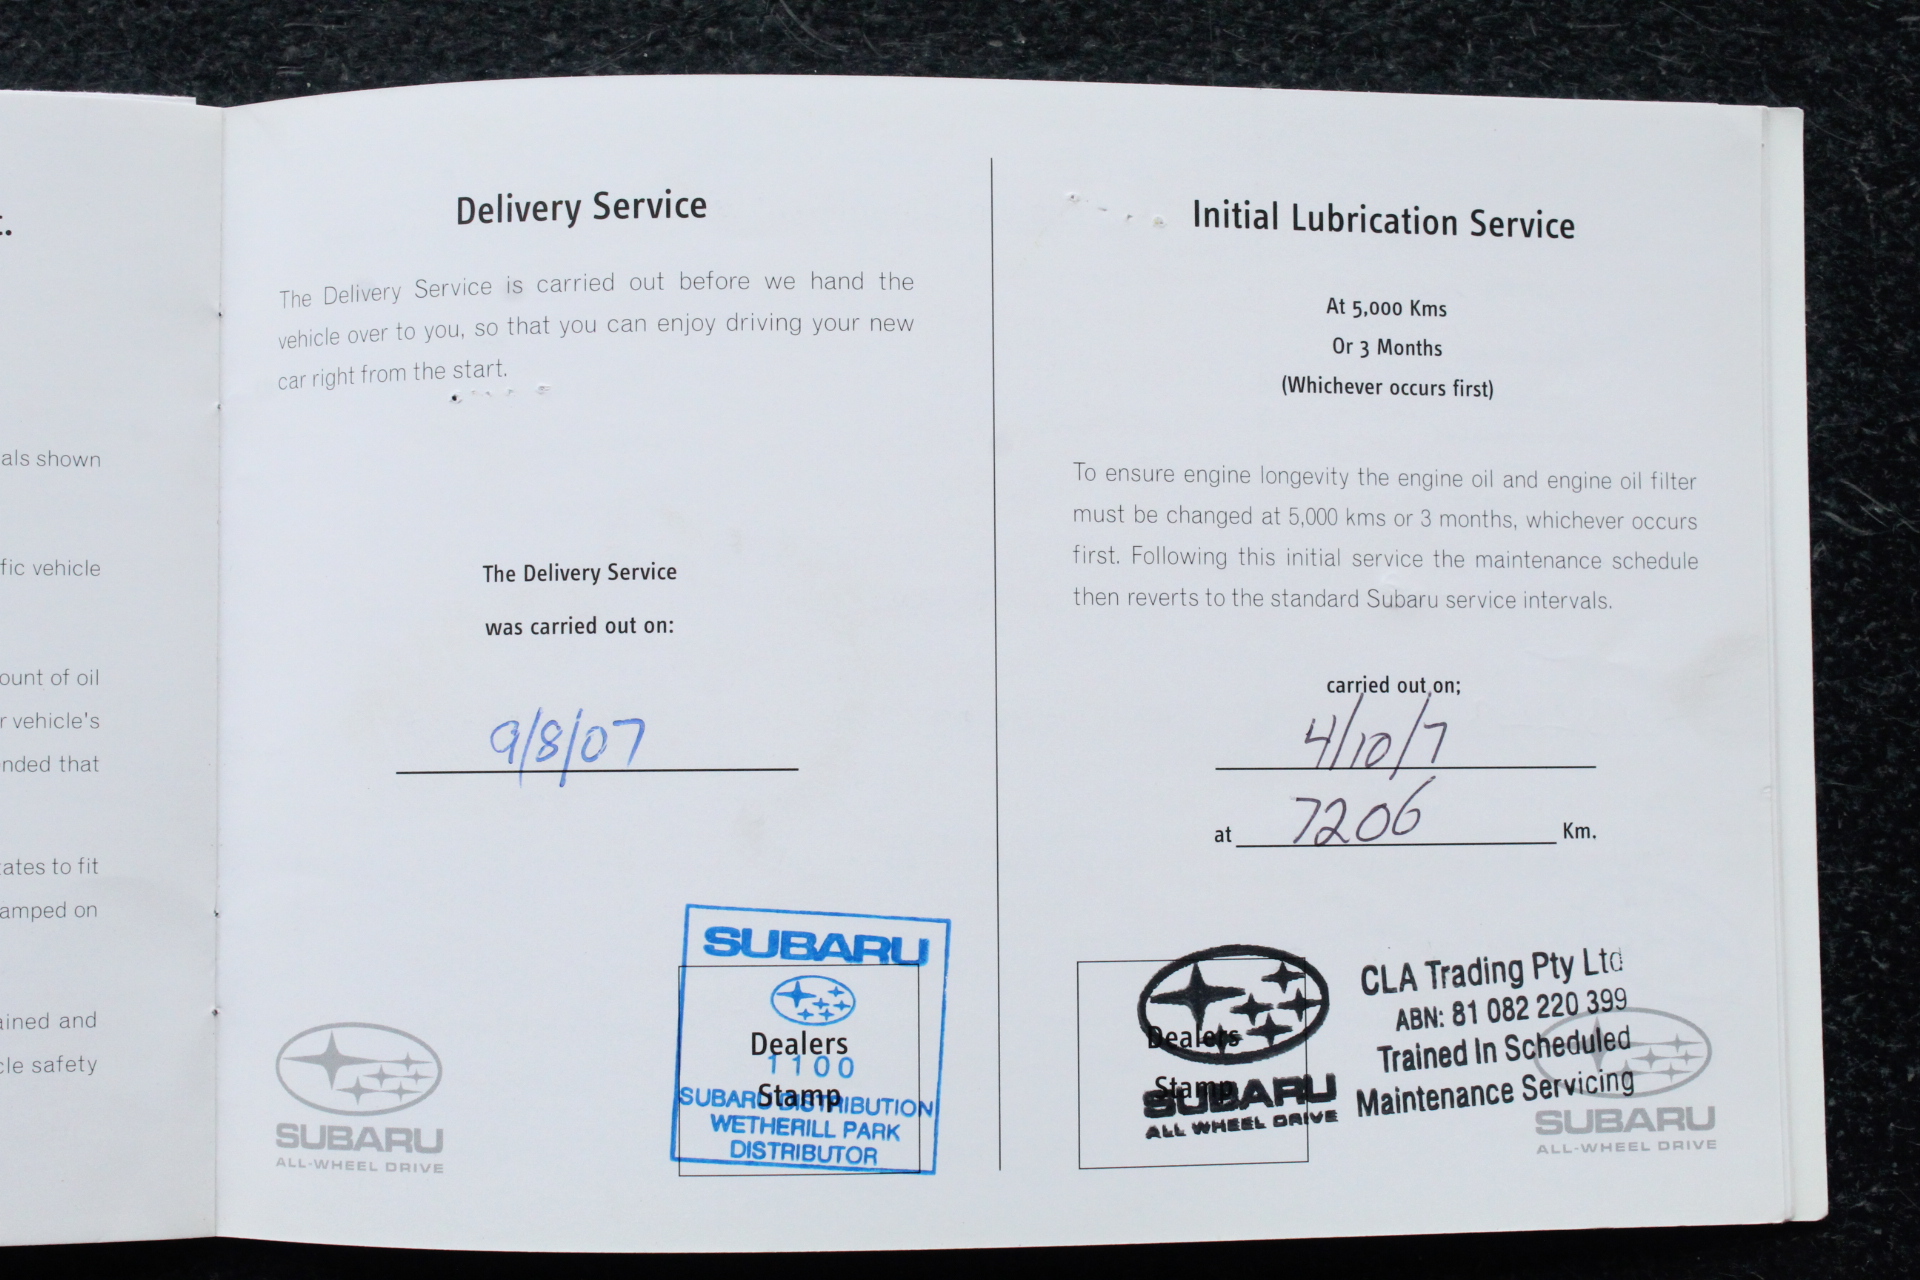 t.
als shown
fic vehicle
ount of oil
r vehicle's
nded that
ates to fit
amped on
ained and
cle safety
Delivery Service
The Delivery Service is carried out before we hand the
vehicle over to you, so that you can enjoy driving your new
car right from the start.
The Delivery Service
was carried out on:
9/8/07
SUBARU
Dealers
1100
Stamp
SUBARU DISTRIBUTION
WETHERILL PARK
DISTRIBUTOR
SUBARU
ALL-WHEEL DRIVE
Initial Lubrication Service
At 5,000 Kms
Or 3 Months
(Whichever occurs first)
To ensure engine longevity the engine oil and engine oil filter
must be changed at 5,000 kms or 3 months, whichever occurs
first. Following this initial service the maintenance schedule
then reverts to the standard Subaru service intervals.
carried out on;
4/10/7
at 7206 Km.
Dealers
Stamp
SUBARU
ALL WHEEL DRIVE
CLA Trading Pty Ltd
ABN: 81 082 220 399
Trained In Scheduled
Maintenance Servicing
SUBARU
ALL-WHEEL DRIVE